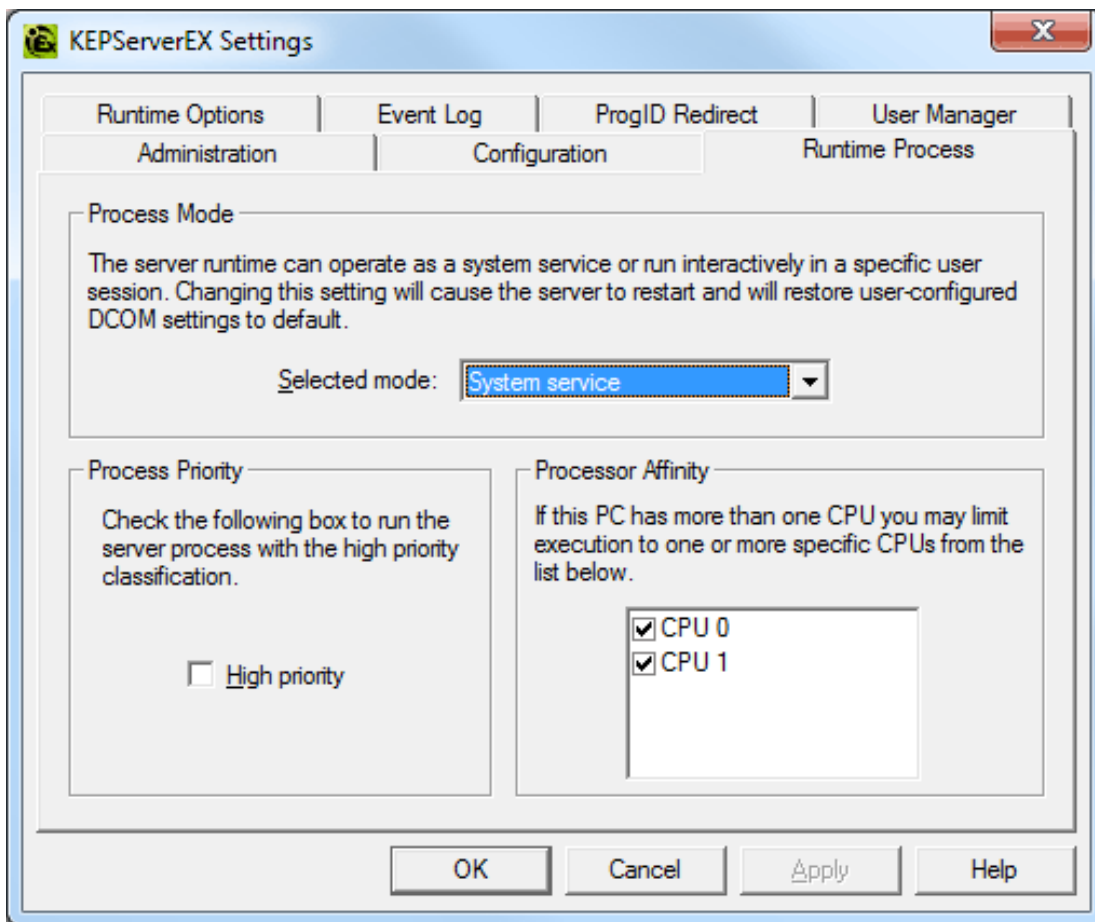 KEPServerEX Settings
Runtime Options
Event Log
ProgID Redirect
User Manager
Administration
Configuration
Runtime Process
Process Mode
The server runtime can operate as a system service or run interactively in a specific user
session. Changing this setting will cause the server to restart and will restore user-configured
DCOM settings to default.
Selected mode:
System service
Process Priority
Check the following box to run the
server process with the high priority
classification.
High priority
Processor Affinity
If this PC has more than one CPU you may limit
execution to one or more specific CPUs from the
list below.
CPU 0
CPU 1
OK
Cancel
Apply
Help